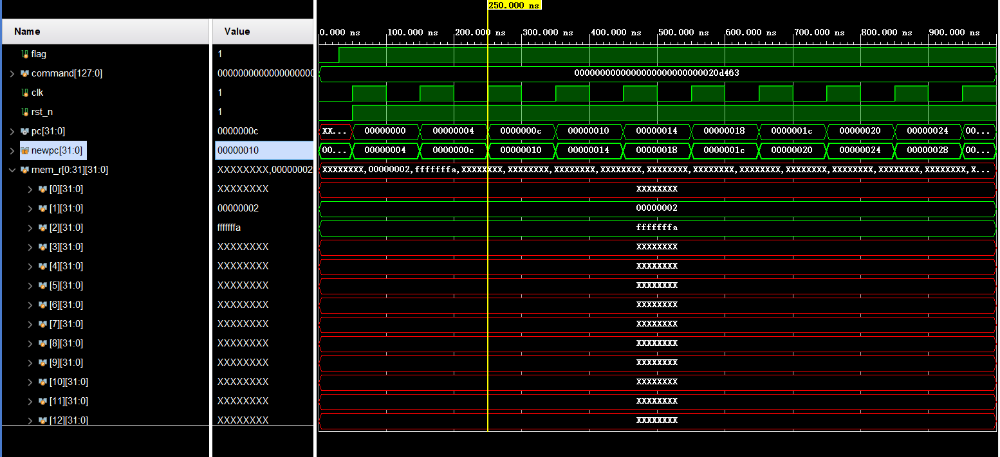 250.000 ns
Name Value
0.000 ns 100.000 ns 200.000 ns 300.000 ns 400.000 ns 500.000 ns 600.000 ns 700.000 ns 800.000 ns 900.000 ns
flag 1
command[127:0] 00000000000000000000 0000000000000000000000000020d463
clk 1
rst_n 1
pc[31:0] 0000000c XX... 00000000 00000004 0000000c 00000010 00000014 00000018 0000001c 00000020 00000024 00...
newpc[31:0] 00000010 00... 00000004 0000000c 00000010 00000014 00000018 0000001c 00000020 00000024 00000028 00...
mem_r[0:31][31:0] XXXXXXXX,00000002 XXXXXXXX,00000002,fffffffa,XXXXXXXX,XXXXXXXX,XXXXXXXX,XXXXXXXX,XXXXXXXX,XXXXXXXX,XXXXXXXX,XXXXXXXX,XXXXXXXX,XXXXXXXX,XXXXXXXX,X...
[0][31:0] XXXXXXXX XXXXXXXX
[1][31:0] 00000002 00000002
[2][31:0] fffffffa fffffffa
[3][31:0] XXXXXXXX XXXXXXXX
[4][31:0] XXXXXXXX XXXXXXXX
[5][31:0] XXXXXXXX XXXXXXXX
[6][31:0] XXXXXXXX XXXXXXXX
[7][31:0] XXXXXXXX XXXXXXXX
[8][31:0] XXXXXXXX XXXXXXXX
[9][31:0] XXXXXXXX XXXXXXXX
[10][31:0] XXXXXXXX XXXXXXXX
[11][31:0] XXXXXXXX XXXXXXXX
[12][31:0] XXXXXXXX XXXXXXXX